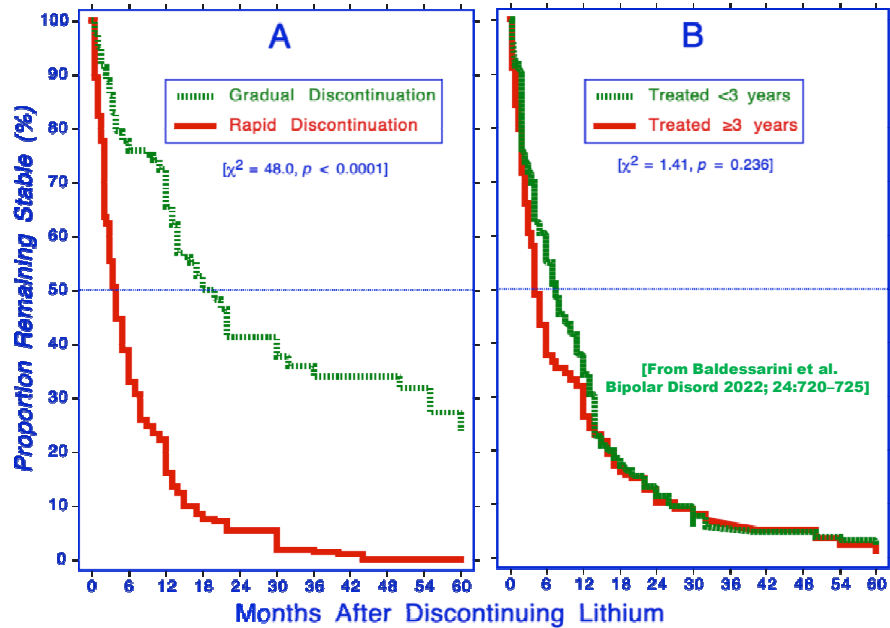 Proportion Remaining Stable (%)
100
90
80
70
60
50
40
30
20
10
0
A
Gradual Discontinuation
Rapid Discontinuation
[χ² = 48.0, p < 0.0001]
0 6 12 18 24 30 36 42 48 54 60
B
Treated <3 years
Treated ≥3 years
[χ² = 1.41, p = 0.236]
[From Baldessarini et al.
Bipolar Disord 2022; 24:720–725]
0 6 12 18 24 30 36 42 48 54 60
Months After Discontinuing Lithium